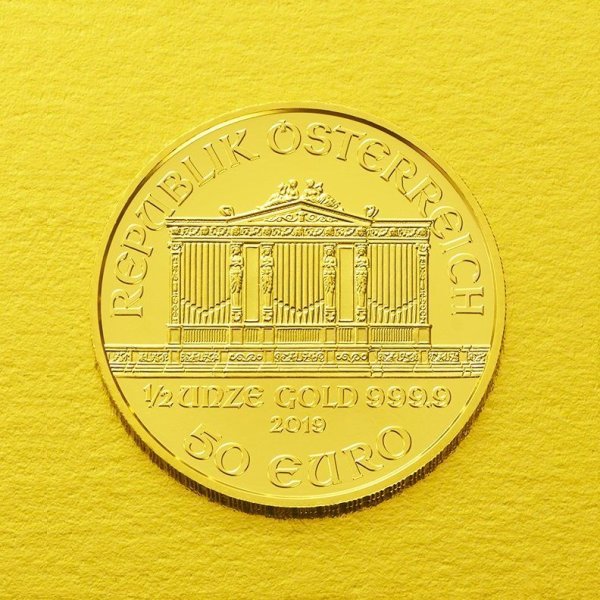 REPUBLIK ÖSTERREICH
1/2 UNZE GOLD 999.9
2019
50 EURO